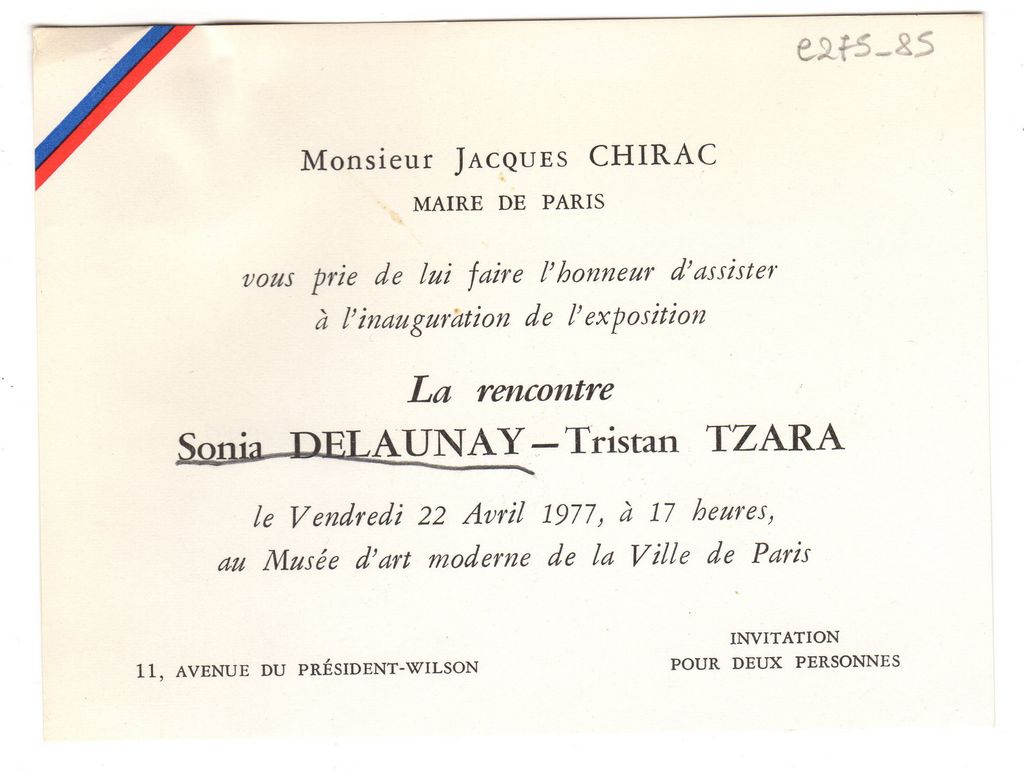 e275_85
Monsieur JACQUES CHIRAC
MAIRE DE PARIS
vous prie de lui faire l'honneur d'assister
à l'inauguration de l'exposition
La rencontre
Sonia DELAUNAY – Tristan TZARA
le Vendredi 22 Avril 1977, à 17 heures,
au Musée d'art moderne de la Ville de Paris
11, AVENUE DU PRÉSIDENT-WILSON
INVITATION
POUR DEUX PERSONNES